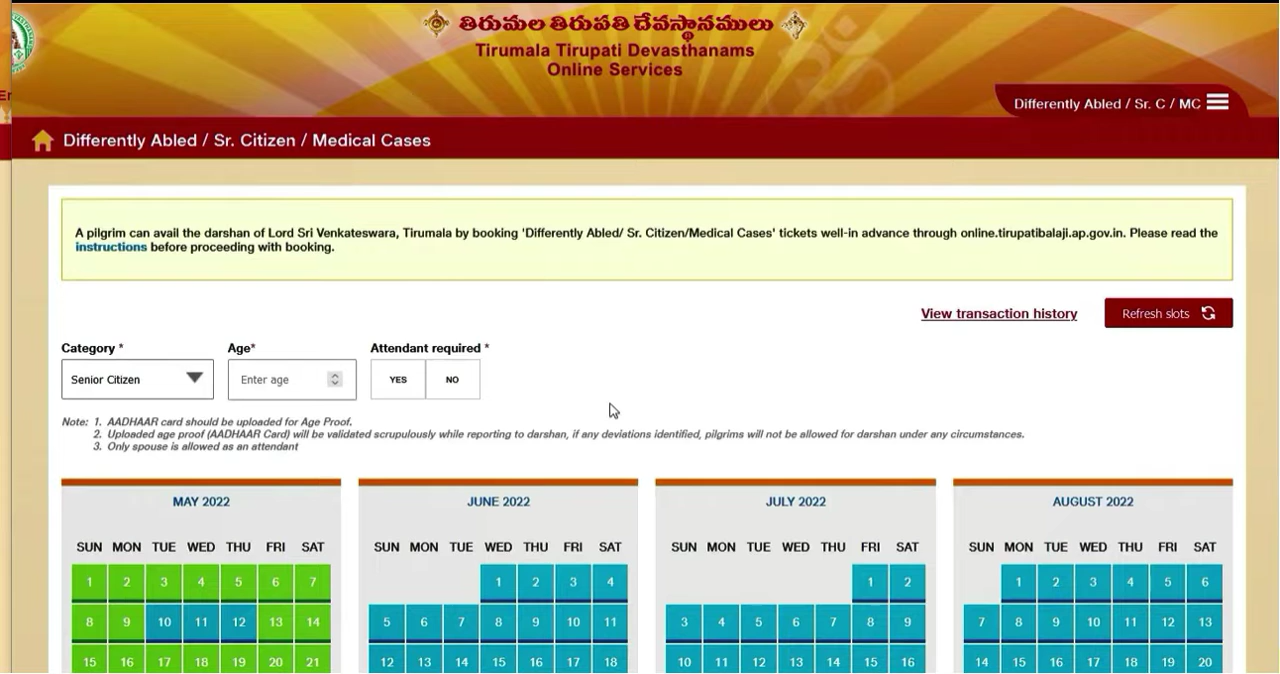 తిరుమల తిరుపతి దేవస్థానములు
Tirumala Tirupati Devasthanams
Online Services
Differently Abled / Sr. C / MC
Differently Abled / Sr. Citizen / Medical Cases
A pilgrim can avail the darshan of Lord Sri Venkateswara, Tirumala by booking 'Differently Abled/ Sr. Citizen/Medical Cases' tickets well-in advance through online.tirupatibalaji.ap.gov.in. Please read the
instructions before proceeding with booking.
View transaction history Refresh slots
Category * Age* Attendant required *
Senior Citizen Enter age YES NO
Note: 1. AADHAAR card should be uploaded for Age Proof.
2. Uploaded age proof (AADHAAR Card) will be validated scrupulously while reporting to darshan, if any deviations identified, pilgrims will not be allowed for darshan under any circumstances.
3. Only spouse is allowed as an attendant
MAY 2022 JUNE 2022 JULY 2022 AUGUST 2022
SUN MON TUE WED THU FRI SAT SUN MON TUE WED THU FRI SAT SUN MON TUE WED THU FRI SAT SUN MON TUE WED THU FRI SAT
1 2 3 4 5 6 7 1 2 3 4 1 2 1 2 3 4 5 6
8 9 10 11 12 13 14 5 6 7 8 9 10 11 3 4 5 6 7 8 9 7 8 9 10 11 12 13
15 16 17 18 19 20 21 12 13 14 15 16 17 18 10 11 12 13 14 15 16 14 15 16 17 18 19 20